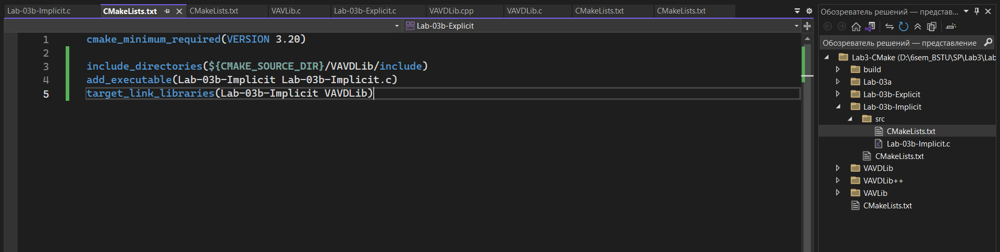 Lab-03b-Implicit.c CMakeLists.txt CMakeLists.txt VAVLib.c Lab-03b-Explicit.c VAVDLib.cpp VAVDLib.c CMakeLists.txt CMakeLists.txt
Lab-03b-Explicit
1 cmake_minimum_required(VERSION 3.20)
2
3 include_directories(${CMAKE_SOURCE_DIR}/VAVDLib/include)
4 add_executable(Lab-03b-Implicit Lab-03b-Implicit.c)
5 target_link_libraries(Lab-03b-Implicit VAVDLib)
Обозреватель решений — представ...
Обозреватель решений — представление
Lab3-CMake (D:\6sem_BSTU\SP\Lab3\Lab
build
Lab-03a
Lab-03b-Explicit
Lab-03b-Implicit
src
CMakeLists.txt
Lab-03b-Implicit.c
CMakeLists.txt
VAVDLib
VAVDLib++
VAVLib
CMakeLists.txt